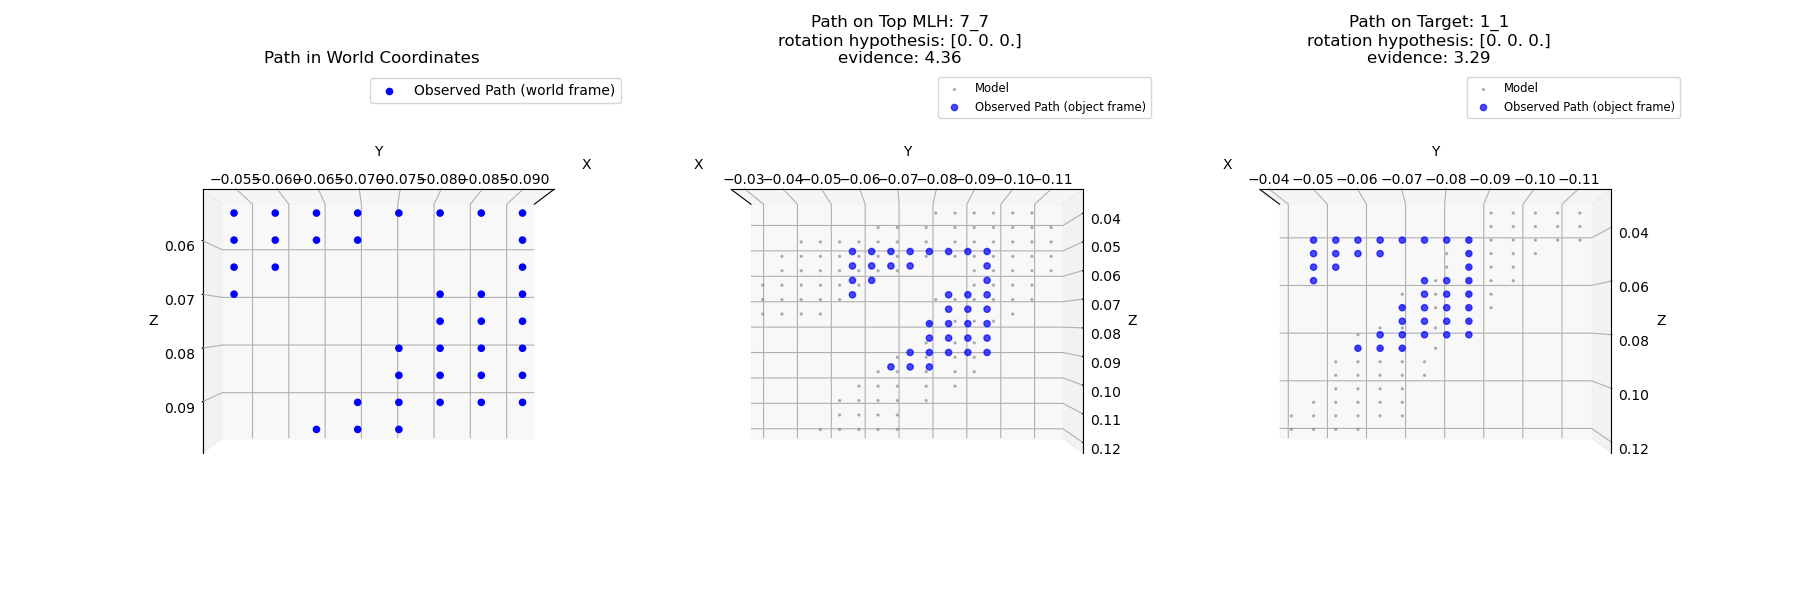 Path in World Coordinates
Observed Path (world frame)
Y
X
−0.055 −0.060 −0.065 −0.070 −0.075 −0.080 −0.085 −0.090
0.06
0.07
Z
0.08
0.09
Path on Top MLH: 7_7
rotation hypothesis: [0. 0. 0.]
evidence: 4.36
Model
Observed Path (object frame)
Y
X
−0.03 −0.04 −0.05 −0.06 −0.07 −0.08 −0.09 −0.10 −0.11
0.04
0.05
0.06
0.07
Z
0.08
0.09
0.10
0.11
0.12
Path on Target: 1_1
rotation hypothesis: [0. 0. 0.]
evidence: 3.29
Model
Observed Path (object frame)
Y
X
−0.04 −0.05 −0.06 −0.07 −0.08 −0.09 −0.10 −0.11
0.04
0.06
Z
0.08
0.10
0.12